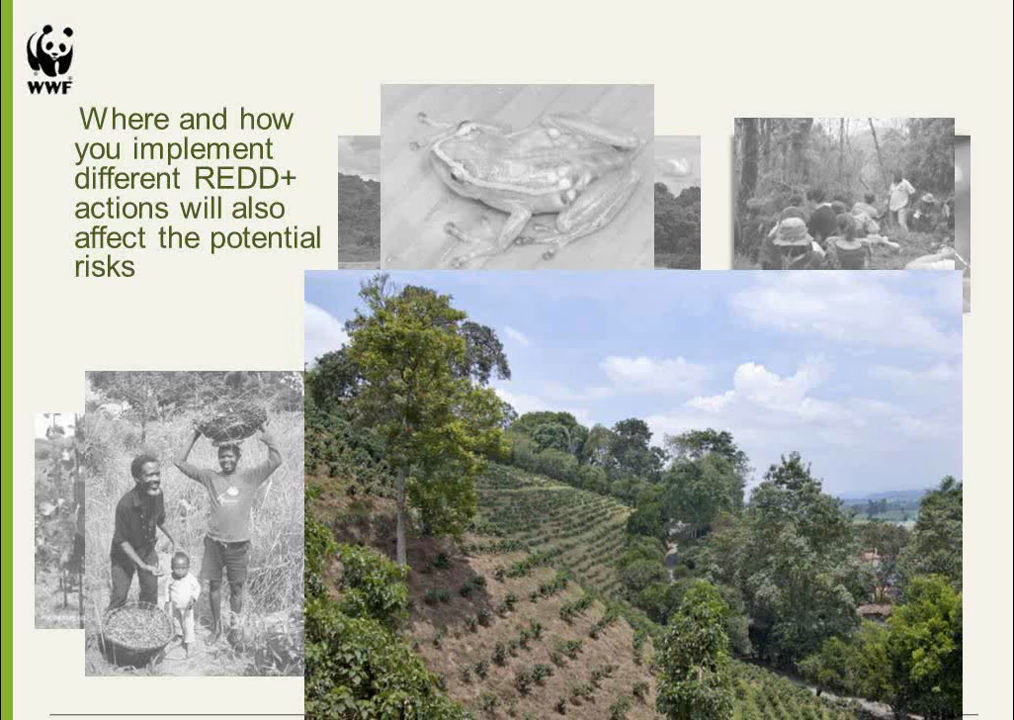 WWF
Where and how
you implement
different REDD+
actions will also
affect the potential
risks